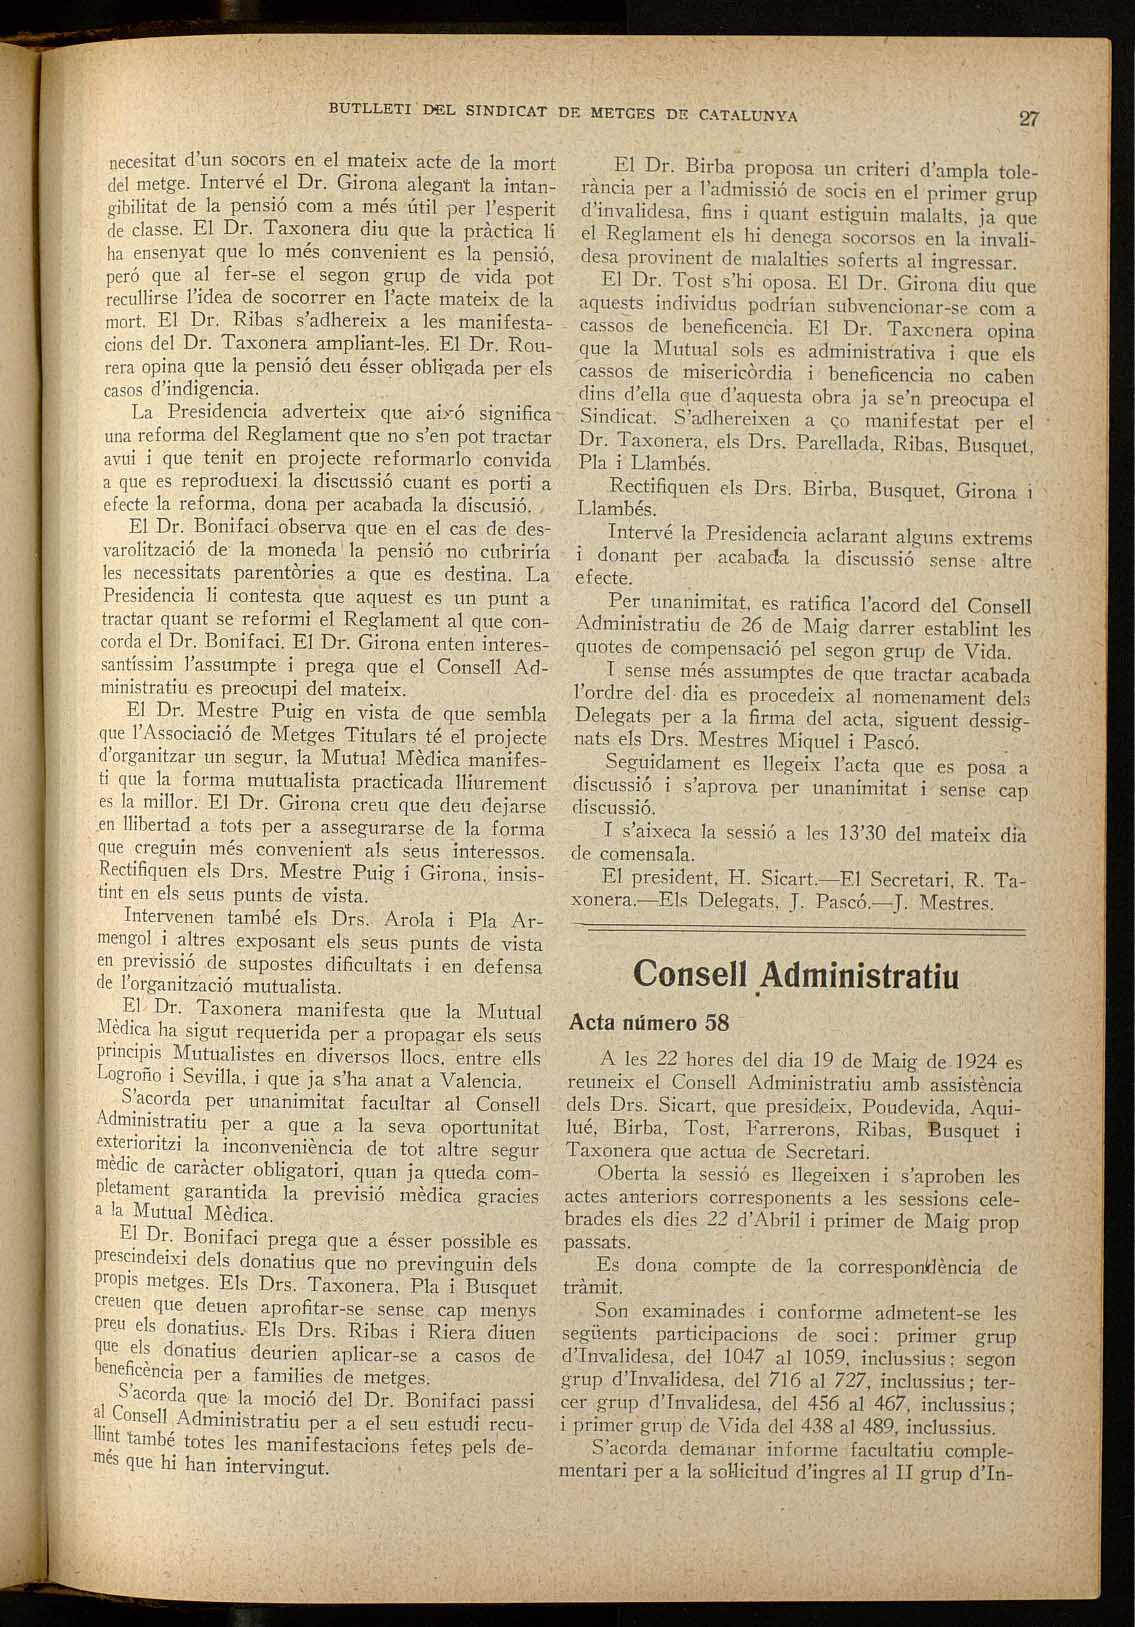 BUTLLETI DEL SINDICAT DE METGES DE CATALUNYA
27
necesitat d'un socors en el mateix acte de la mort
del metge. Intervé el Dr. Girona alegant la intan-
gibilitat de la pensió com a més útil per l'esperit
de classe. El Dr. Taxonera diu que la pràctica li
ha ensenyat que lo més convenient es la pensió,
peró que al fer-se el segon grup de vida pot
recullirse l'idea de socorrer en l'acte mateix de la
mort. El Dr. Ribas s'adhereix a les manifesta-
cions del Dr. Taxonera ampliant-les. El Dr. Rou-
rera opina que la pensió deu ésser obligada per els
casos d'indigencia.
La Presidencia adverteix que aixó significa
una reforma del Reglament que no s'en pot tractar
avui i que tenit en projecte reformarlo convida
a que es reproduexi la discussió cuant es porti a
efecte la reforma, dona per acabada la discusió.
El Dr. Bonifaci observa que en el cas de des-
varolització de la moneda la pensió no cubriría
les necessitats parentòries a que es destina. La
Presidencia li contesta que aquest es un punt a
tractar quant se reformi el Reglament al que con-
corda el Dr. Bonifaci. El Dr. Girona enten interes-
santíssim l'assumpte i prega que el Consell Ad-
ministratiu es preocupi del mateix.
El Dr. Mestre Puig en vista de que sembla
que l'Associació de Metges Titulars té el projecte
d'organitzar un segur, la Mutual Mèdica manifes-
ti que la forma mutualista practicada lliurement
es la millor. El Dr. Girona creu que deu dejarse
en llibertad a tots per a assegurarse de la forma
que creguin més convenient als seus interessos.
Rectifiquen els Drs. Mestre Puig i Girona, insis-
tint en els seus punts de vista.
Intervenen també els Drs. Arola i Pla Ar-
mengol i altres exposant els seus punts de vista
en previssió de supostes dificultats i en defensa
de l'organització mutualista.
El Dr. Taxonera manifesta que la Mutual
Mèdica ha sigut requerida per a propagar els seus
principis Mutualistes en diversos llocs, entre ells
Logroño i Sevilla, i que ja s'ha anat a Valencia.
S'acorda per unanimitat facultar al Consell
Administratiu per a que a la seva oportunitat
exterioritzi la inconveniència de tot altre segur
mèdic de caràcter obligatori, quan ja queda com-
pletament garantida la previsió mèdica gracies
a la Mutual Mèdica.
El Dr. Bonifaci prega que a ésser possible es
prescindeixi dels donatius que no previnguin dels
propis metges. Els Drs. Taxonera, Pla i Busquet
creuen que deuen aprofitar-se sense cap menys
preu els donatius. Els Drs. Ribas i Riera diuen
que els donatius deurien aplicar-se a casos de
beneficència per a families de metges.
S'acorda que la moció del Dr. Bonifaci passi
al Consell Administratiu per a el seu estudi recu-
llint també totes les manifestacions fetes pels de-
més que hi han intervingut.
El Dr. Birba proposa un criteri d'ampla tole-
rància per a l'admissió de socis en el primer grup
d'invalidesa, fins i quant estiguin malalts, ja que
el Reglament els hi denega socorsos en la invali-
desa provinent de malalties soferts al ingressar.
El Dr. Tost s'hi oposa. El Dr. Girona diu que
aquests individus podrían subvencionar-se com a
cassos de beneficencia. El Dr. Taxonera opina
que la Mutual sols es administrativa i que els
cassos de misericòrdia i beneficencia no caben
dins d'ella que d'aquesta obra ja se'n preocupa el
Sindicat. S'adhereixen a ço manifestat per el
Dr. Taxonera, els Drs. Parellada, Ribas, Busquet,
Pla i Llambés.
Rectifiquen els Drs. Birba, Busquet, Girona i
Llambés.
Intervé la Presidencia aclarant alguns extrems
i donant per acabada la discussió sense altre
efecte.
Per unanimitat, es ratifica l'acord del Consell
Administratiu de 26 de Maig darrer establint les
quotes de compensació pel segon grup de Vida.
I sense més assumptes de que tractar acabada
l'ordre del dia es procedeix al nomenament dels
Delegats per a la firma del acta, siguent dessig-
nats els Drs. Mestres Miquel i Pascó.
Seguidament es llegeix l'acta que es posa a
discussió i s'aprova per unanimitat i sense cap
discussió.
I s'aixeca la sessió a les 13'30 del mateix dia
de comensala.
El president, H. Sicart.—El Secretari, R. Ta-
xonera.—Els Delegats, J. Pascó.—J. Mestres.
Consell Administratiu
Acta número 58
A les 22 hores del dia 19 de Maig de 1924 es
reuneix el Consell Administratiu amb assistència
dels Drs. Sicart, que presideix, Poudevida, Aqui-
lué, Birba, Tost, Farrerons, Ribas, Busquet i
Taxonera que actua de Secretari.
Oberta la sessió es llegeixen i s'aproben les
actes anteriors corresponents a les sessions cele-
brades els dies 22 d'Abril i primer de Maig prop
passats.
Es dona compte de la correspondència de
tràmit.
Son examinades i conforme admetent-se les
següents participacions de soci: primer grup
d'Invalidesa, del 1047 al 1059, inclussius; segon
grup d'Invalidesa, del 716 al 727, inclussius; ter-
cer grup d'Invalidesa, del 456 al 467, inclussius;
i primer grup de Vida del 438 al 489, inclussius.
S'acorda demanar informe facultatiu comple-
mentari per a la sol·licitud d'ingres al II grup d'In-